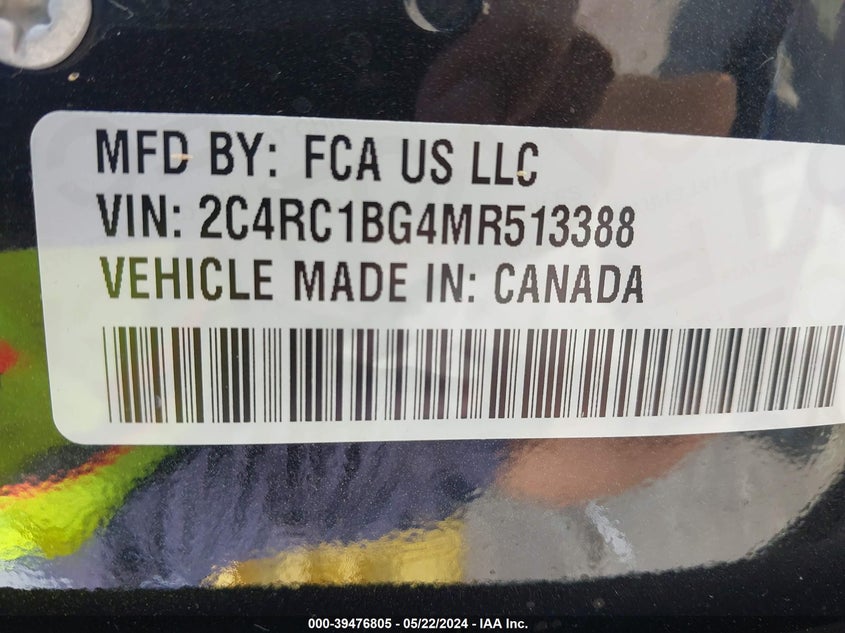 MFD BY: FCA US LLC
VIN: 2C4RC1BG4MR513388
VEHICLE MADE IN: CANADA
000-39476805 - 05/22/2024 - IAA Inc.